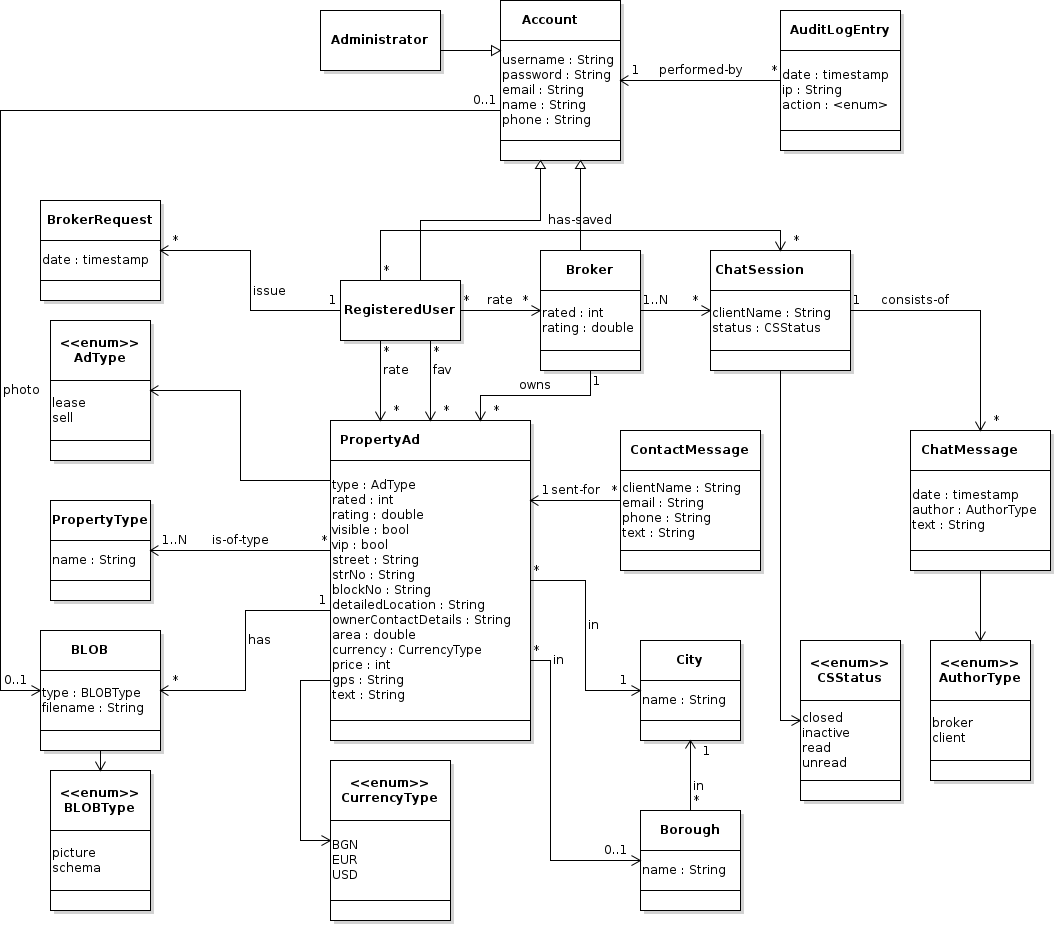 Administrator
Account
username : String
password : String
email : String
name : String
phone : String
AuditLogEntry
date : timestamp
ip : String
action : <enum>
1
performed-by
*
0..1
photo
0..1
BrokerRequest
date : timestamp
*
issue
1
has-saved
*
*
RegisteredUser
*
rate
*
Broker
rated : int
rating : double
1..N
*
ChatSession
clientName : String
status : CSStatus
1
consists-of
*
<<enum>>
AdType
lease
sell
*
rate
*
*
fav
*
owns
1
*
PropertyAd
type : AdType
rated : int
rating : double
visible : bool
vip : bool
street : String
strNo : String
blockNo : String
detailedLocation : String
ownerContactDetails : String
area : double
currency : CurrencyType
price : int
gps : String
text : String
ContactMessage
clientName : String
email : String
phone : String
text : String
1
sent-for
*
ChatMessage
date : timestamp
author : AuthorType
text : String
PropertyType
name : String
1..N
is-of-type
*
1
has
*
BLOB
type : BLOBType
filename : String
*
in
1
*
in
0..1
City
name : String
1
in
*
Borough
name : String
<<enum>>
CSStatus
closed
inactive
read
unread
<<enum>>
AuthorType
broker
client
<<enum>>
BLOBType
picture
schema
<<enum>>
CurrencyType
BGN
EUR
USD